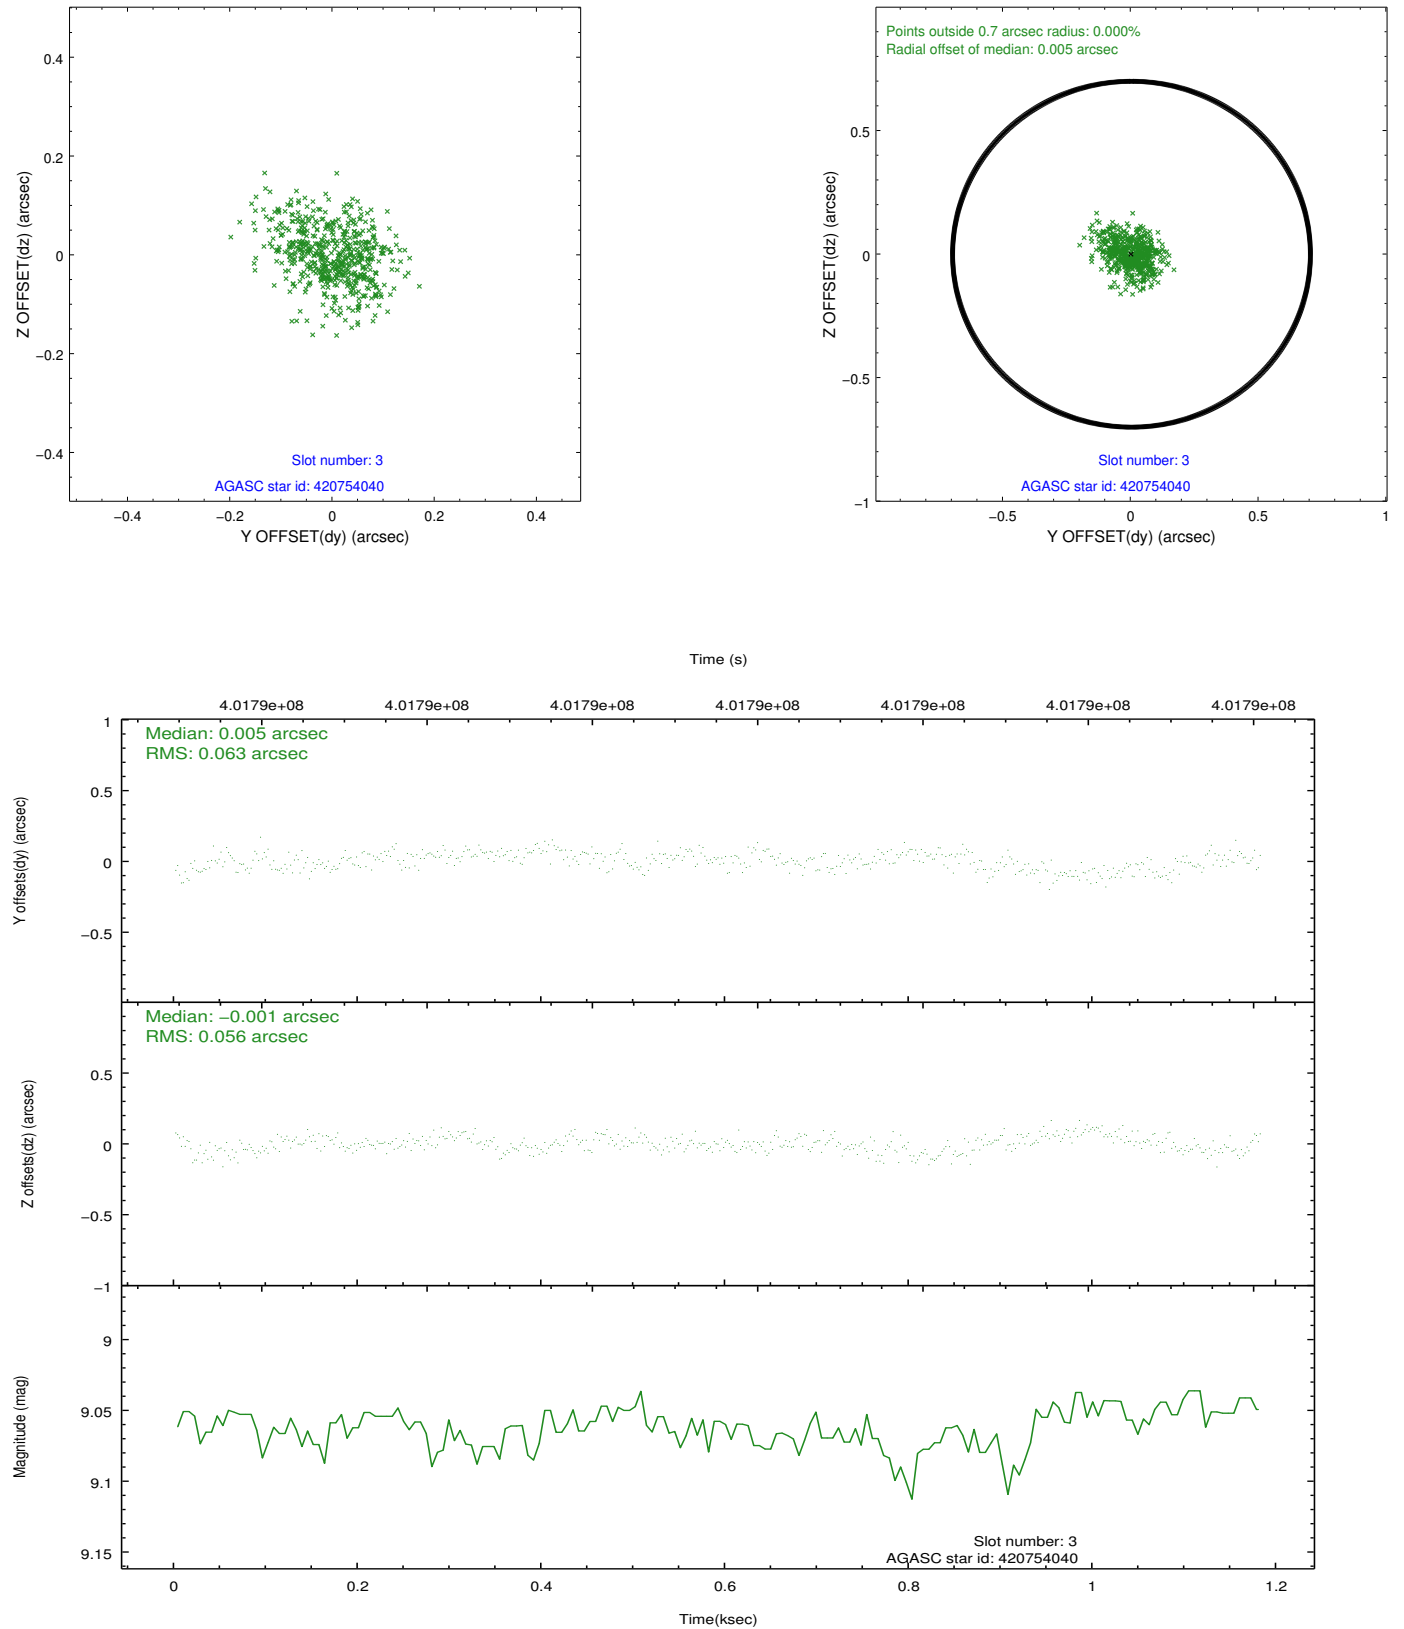 0.4
0.2
0
−0.2
−0.4
Z OFFSET(dz) (arcsec)
Slot number: 3
AGASC star id: 420754040
−0.4 −0.2 0 0.2 0.4
Y OFFSET(dy) (arcsec)
Points outside 0.7 arcsec radius: 0.000%
Radial offset of median: 0.005 arcsec
0.5
0
−0.5
−1
Z OFFSET(dz) (arcsec)
Slot number: 3
AGASC star id: 420754040
−0.5 0 0.5 1
Y OFFSET(dy) (arcsec)
Time (s)
4.0179e+08 4.0179e+08 4.0179e+08 4.0179e+08 4.0179e+08 4.0179e+08 4.0179e+08
Median: 0.005 arcsec
RMS: 0.063 arcsec
1
0.5
0
−0.5
Y offsets(dy) (arcsec)
Median: −0.001 arcsec
RMS: 0.056 arcsec
0.5
0
−0.5
−1
Z offsets(dz) (arcsec)
9
9.05
9.1
9.15
Magnitude (mag)
Slot number: 3
AGASC star id: 420754040
0 0.2 0.4 0.6 0.8 1 1.2
Time(ksec)